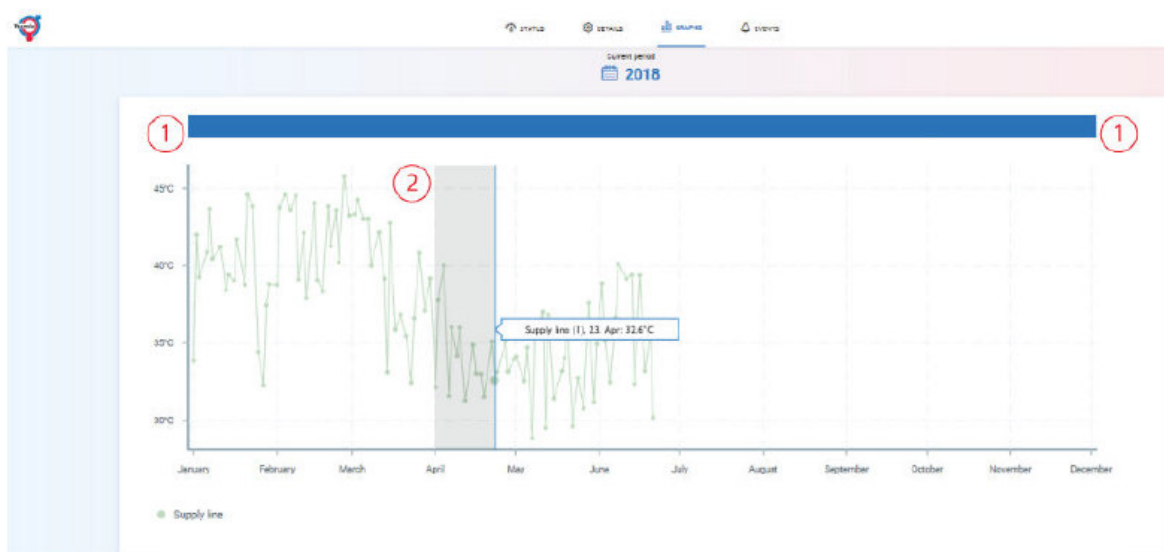 STATUS
DETAILS
GRAPHS
EVENTS
Current period
2018
1
1
2
45°C
40°C
35°C
30°C
Supply line (1), 23. Apr: 32.6°C
January
February
March
April
May
June
July
August
September
October
November
December
Supply line